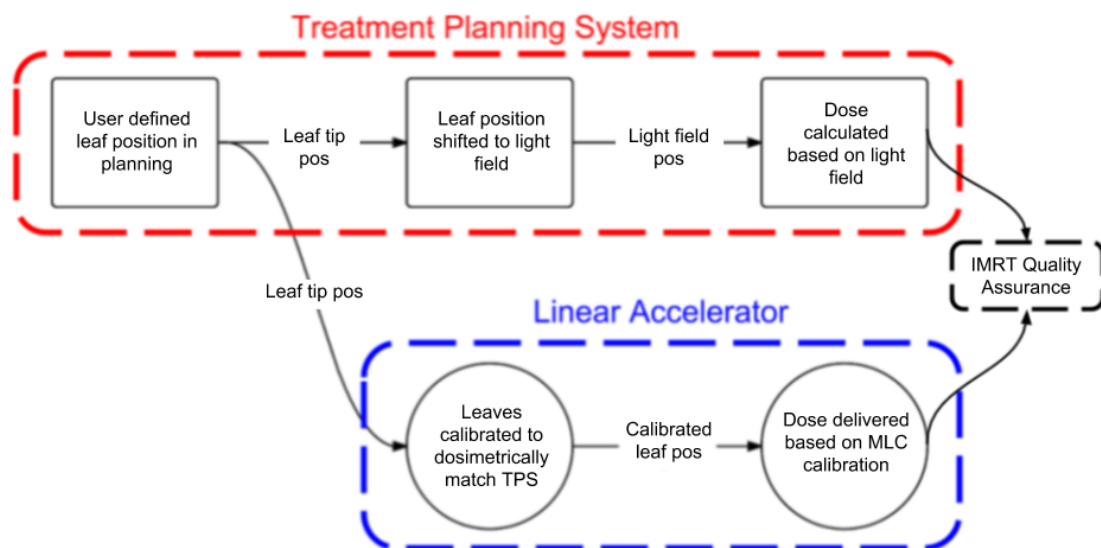 Treatment Planning System
User defined
leaf position in
planning
Leaf tip
pos
Leaf position
shifted to light
field
Light field
pos
Dose
calculated
based on light
field
Leaf tip pos
IMRT Quality
Assurance
Linear Accelerator
Leaves
calibrated to
dosimetrically
match TPS
Calibrated
leaf pos
Dose delivered
based on MLC
calibration